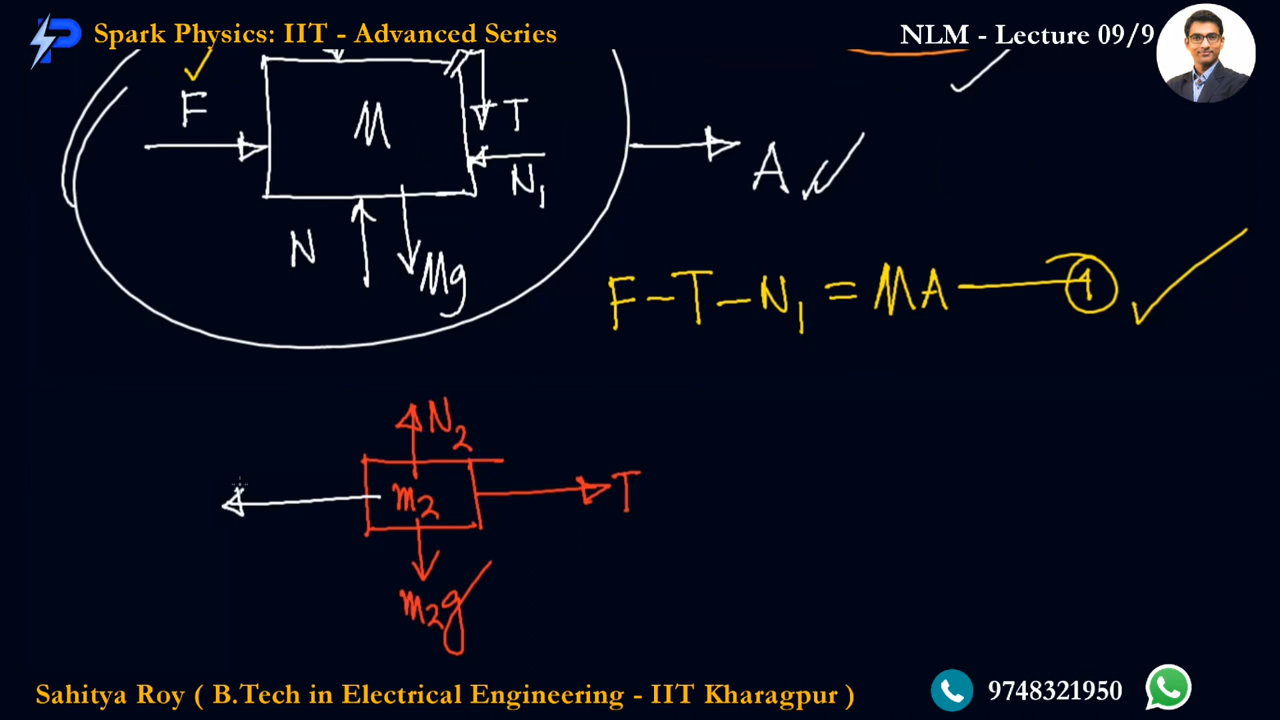 Spark Physics: IIT - Advanced Series
NLM - Lecture 09/9
F
M
T
N₁
A
N
Mg
F - T - N₁ = MA — ①
N₂
m₂
T
m₂g
Sahitya Roy ( B.Tech in Electrical Engineering - IIT Kharagpur )
9748321950